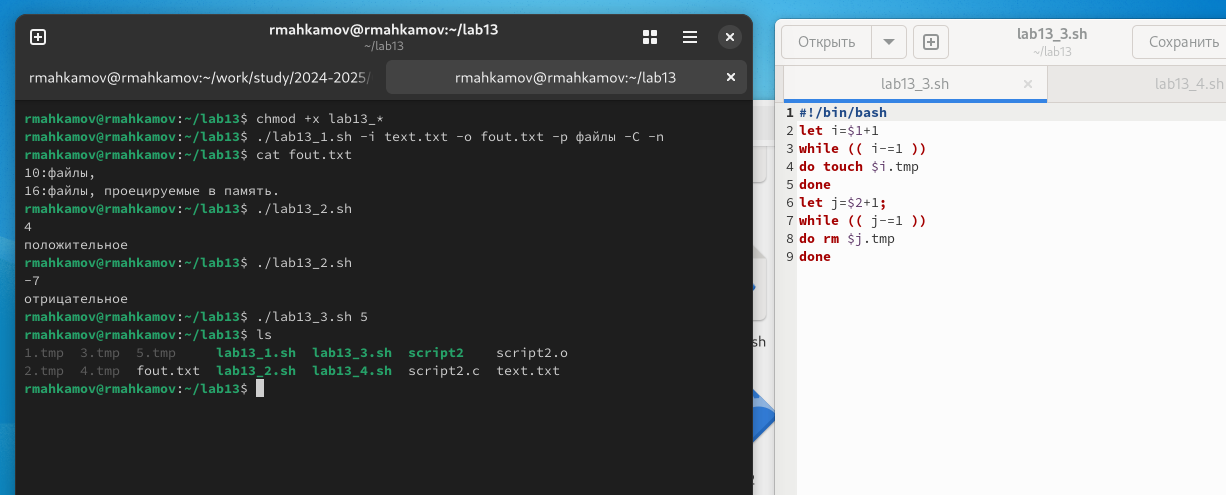 rmahkamov@rmahkamov:~/lab13
~/lab13
rmahkamov@rmahkamov:~/work/study/2024-2025/
rmahkamov@rmahkamov:~/lab13
rmahkamov@rmahkamov:~/lab13$ chmod +x lab13_*
rmahkamov@rmahkamov:~/lab13$ ./lab13_1.sh -i text.txt -o fout.txt -p файлы -C -n
rmahkamov@rmahkamov:~/lab13$ cat fout.txt
10:файлы,
16:файлы, проецируемые в память.
rmahkamov@rmahkamov:~/lab13$ ./lab13_2.sh
4
положительное
rmahkamov@rmahkamov:~/lab13$ ./lab13_2.sh
-7
отрицательное
rmahkamov@rmahkamov:~/lab13$ ./lab13_3.sh 5
rmahkamov@rmahkamov:~/lab13$ ls
1.tmp 3.tmp 5.tmp lab13_1.sh lab13_3.sh script2 script2.o
2.tmp 4.tmp fout.txt lab13_2.sh lab13_4.sh script2.c text.txt
rmahkamov@rmahkamov:~/lab13$
sh
Открыть
lab13_3.sh
~/lab13
Сохранить
lab13_3.sh
lab13_4.sh
1 #!/bin/bash
2 let i=$1+1
3 while (( i-=1 ))
4 do touch $i.tmp
5 done
6 let j=$2+1;
7 while (( j-=1 ))
8 do rm $j.tmp
9 done